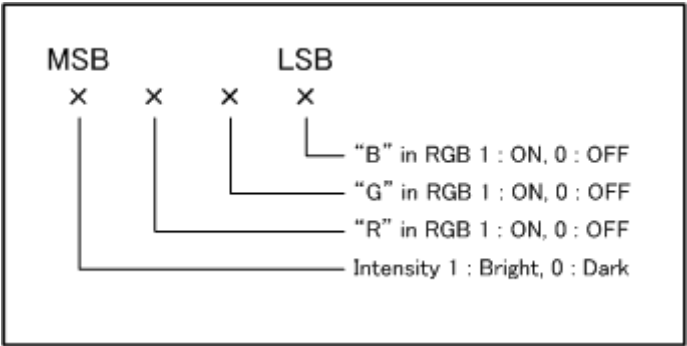 MSB LSB
× × × ×
“B” in RGB 1 : ON, 0 : OFF
“G” in RGB 1 : ON, 0 : OFF
“R” in RGB 1 : ON, 0 : OFF
Intensity 1 : Bright, 0 : Dark